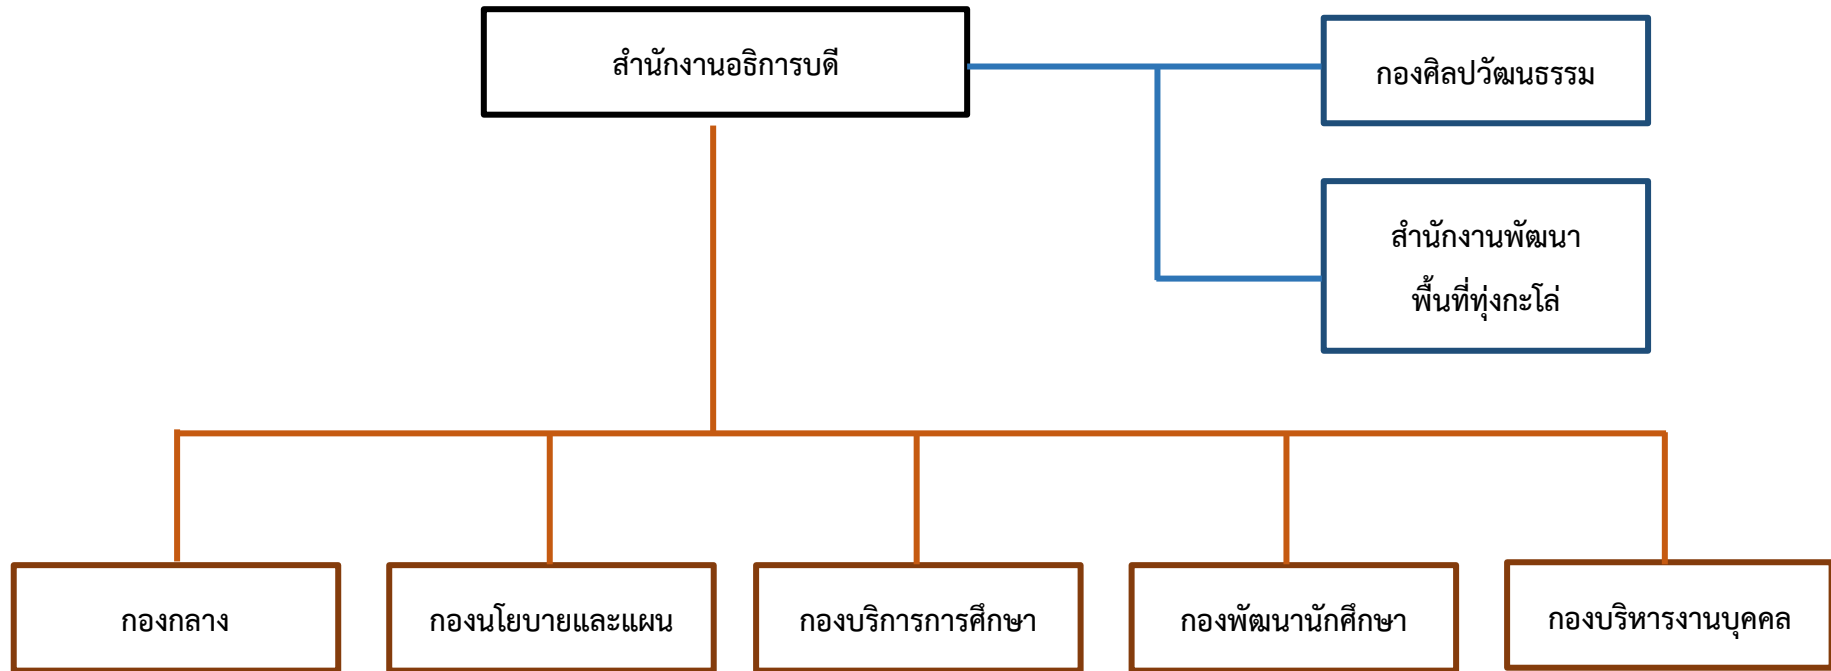 สำนักงานอธิการบดี
กองศิลปวัฒนธรรม
สำนักงานพัฒนา
พื้นที่ทุ่งกะโล่
กองกลาง
กองนโยบายและแผน
กองบริการการศึกษา
กองพัฒนานักศึกษา
กองบริหารงานบุคคล